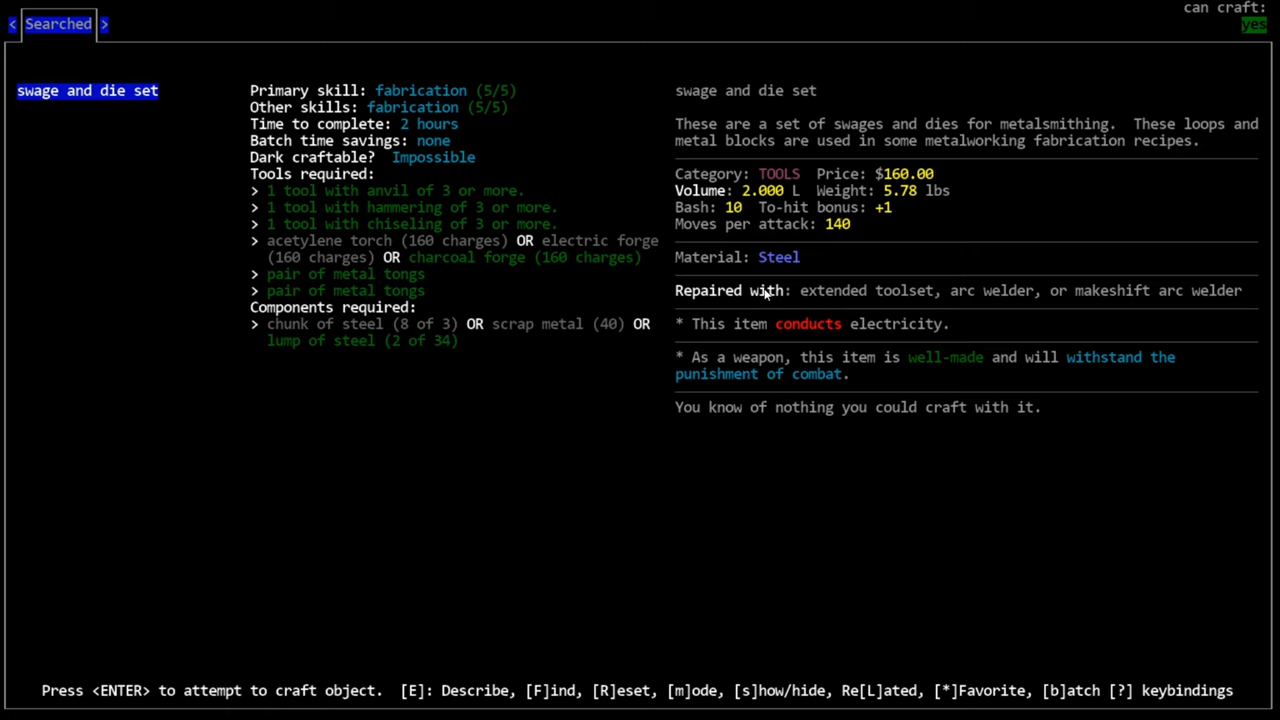 can craft:
< Searched > yes
swage and die set
Primary skill: fabrication (5/5)
Other skills: fabrication (5/5)
Time to complete: 2 hours
Batch time savings: none
Dark craftable? Impossible
Tools required:
> 1 tool with anvil of 3 or more.
> 1 tool with hammering of 3 or more.
> 1 tool with chiseling of 3 or more.
> acetylene torch (160 charges) OR electric forge
(160 charges) OR charcoal forge (160 charges)
> pair of metal tongs
> pair of metal tongs
Components required:
> chunk of steel (8 of 3) OR scrap metal (40) OR
lump of steel (2 of 34)
swage and die set
These are a set of swages and dies for metalsmithing. These loops and
metal blocks are used in some metalworking fabrication recipes.
Category: TOOLS Price: $160.00
Volume: 2.000 L Weight: 5.78 lbs
Bash: 10 To-hit bonus: +1
Moves per attack: 140
Material: Steel
Repaired with: extended toolset, arc welder, or makeshift arc welder
* This item conducts electricity.
* As a weapon, this item is well-made and will withstand the
punishment of combat.
You know of nothing you could craft with it.
Press <ENTER> to attempt to craft object. [E]: Describe, [F]ind, [R]eset, [m]ode, [s]how/hide, Re[L]ated, [*]Favorite, [b]atch [?] keybindings